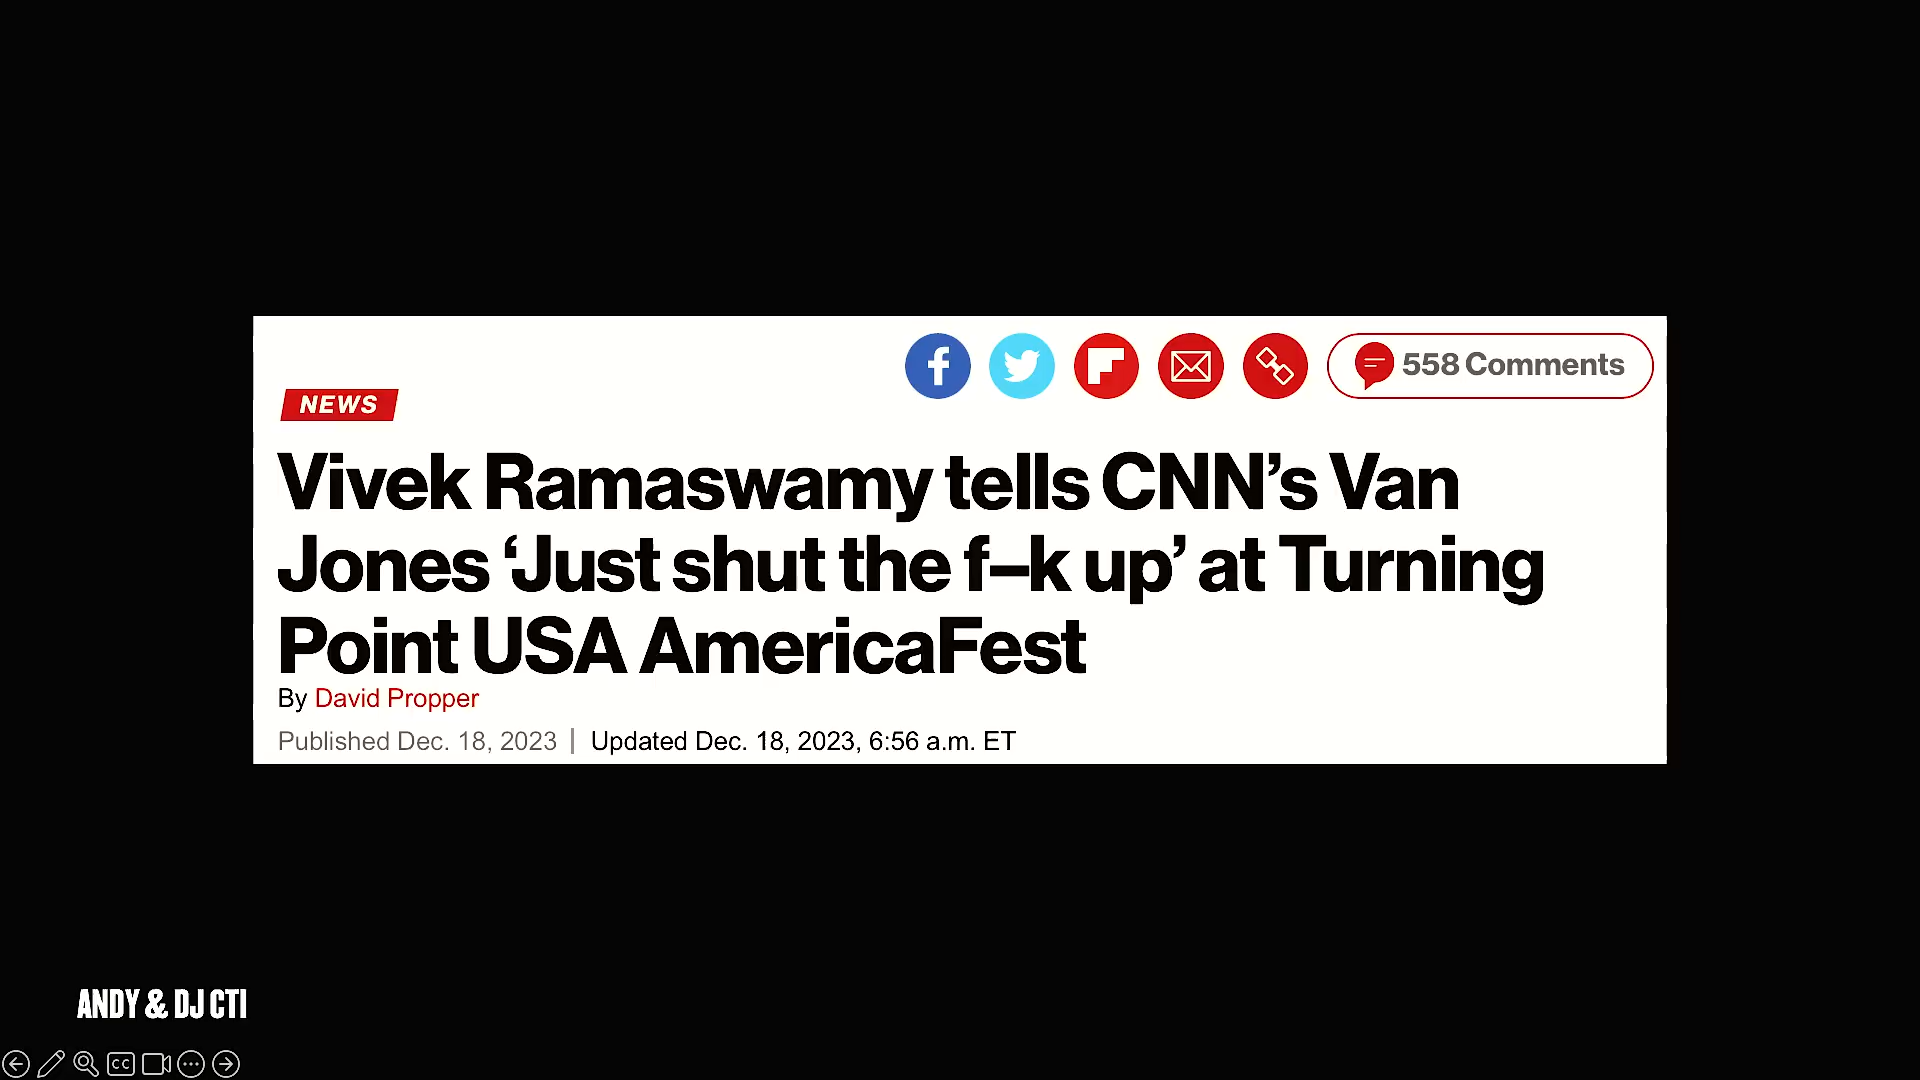 558 Comments
NEWS
Vivek Ramaswamy tells CNN’s Van
Jones ‘Just shut the f–k up’ at Turning
Point USA AmericaFest
By David Propper
Published Dec. 18, 2023 | Updated Dec. 18, 2023, 6:56 a.m. ET
ANDY & DJ CTI
CC